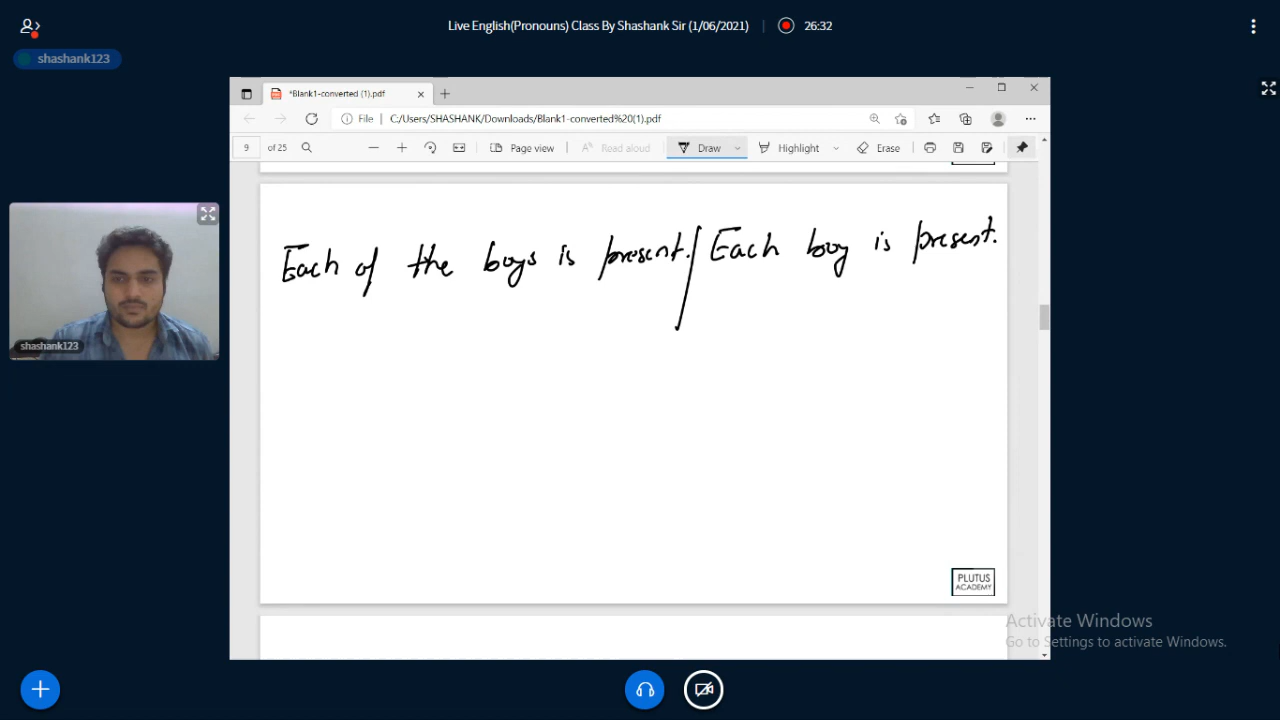 Live English(Pronouns) Class By Shashank Sir (1/06/2021) 26:32
shashank123
*Blank1-converted (1).pdf
File C:/Users/SHASHANK/Downloads/Blank1-converted%20(1).pdf
9 of 25 Page view Read aloud Draw Highlight Erase
Each of the boys is present. / Each boy is present.
shashank123
PLUTUS
ACADEMY
Activate Windows
Go to Settings to activate Windows.